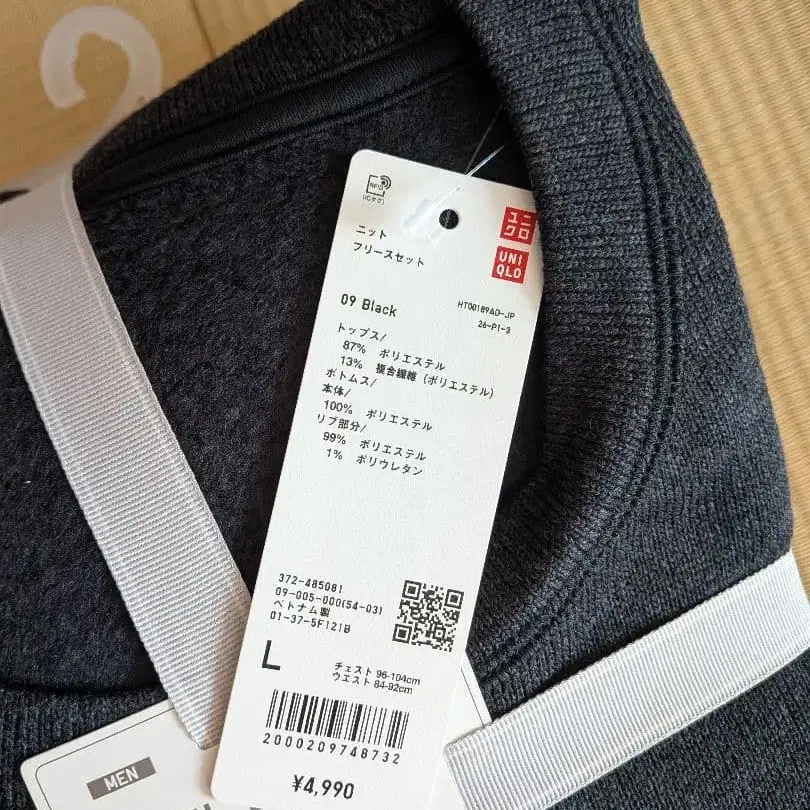 RFID
(ICタグ)
ユニ
クロ
UNI
QLO
ニット
フリースセット
09 Black
HT00189A0-JP
26-P1-3
トップス/
87% ポリエステル
13% 複合繊維 (ポリエステル)
ボトムス/
本体/
100% ポリエステル
リブ部分/
99% ポリエステル
1% ポリウレタン
372-485081
09-005-000(54-03)
ベトナム製
01-37-5F121B
L
チェスト 96-104cm
ウエスト 84-92cm
2000209748732
¥4,990
MEN